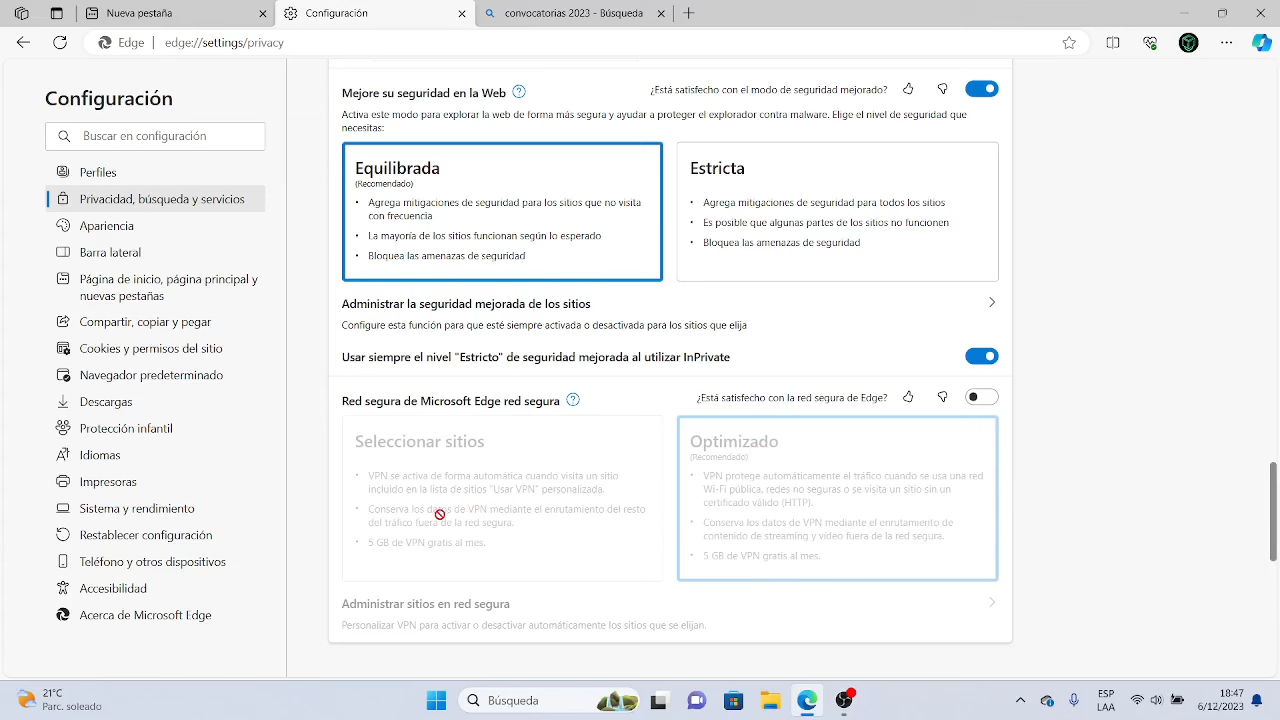 Nueva pestaña
Configuración
convocatorias 2023 - Búsqueda
Edge
edge://settings/privacy
Configuración
Buscar en configuración
Perfiles
Privacidad, búsqueda y servicios
Apariencia
Barra lateral
Página de inicio, página principal y
nuevas pestañas
Compartir, copiar y pegar
Cookies y permisos del sitio
Navegador predeterminado
Descargas
Protección infantil
Idiomas
Impresoras
Sistema y rendimiento
Restablecer configuración
Teléfono y otros dispositivos
Accesibilidad
Acerca de Microsoft Edge
Mejore su seguridad en la Web
¿Está satisfecho con el modo de seguridad mejorado?
Activa este modo para explorar la web de forma más segura y ayudar a proteger el explorador contra malware. Elige el nivel de seguridad que
necesitas:
Equilibrada
(Recomendado)
• Agrega mitigaciones de seguridad para los sitios que no visita
con frecuencia
• La mayoría de los sitios funcionan según lo esperado
• Bloquea las amenazas de seguridad
Estricta
• Agrega mitigaciones de seguridad para todos los sitios
• Es posible que algunas partes de los sitios no funcionen
• Bloquea las amenazas de seguridad
Administrar la seguridad mejorada de los sitios
Configure esta función para que esté siempre activada o desactivada para los sitios que elija
Usar siempre el nivel "Estricto" de seguridad mejorada al utilizar InPrivate
Red segura de Microsoft Edge red segura
¿Está satisfecho con la red segura de Edge?
Seleccionar sitios
• VPN se activa de forma automática cuando visita un sitio
incluido en la lista de sitios "Usar VPN" personalizada.
• Conserva los datos de VPN mediante el enrutamiento del resto
del tráfico fuera de la red segura.
• 5 GB de VPN gratis al mes.
Optimizado
(Recomendado)
• VPN protege automáticamente el tráfico cuando se usa una red
Wi-Fi pública, redes no seguras o se visita un sitio sin un
certificado válido (HTTP).
• Conserva los datos de VPN mediante el enrutamiento de
contenido de streaming y vídeo fuera de la red segura.
• 5 GB de VPN gratis al mes.
Administrar sitios en red segura
Personalizar VPN para activar o desactivar automáticamente los sitios que se elijan.
21°C
Parc. soleado
Búsqueda
ESP
LAA
18:47
6/12/2023